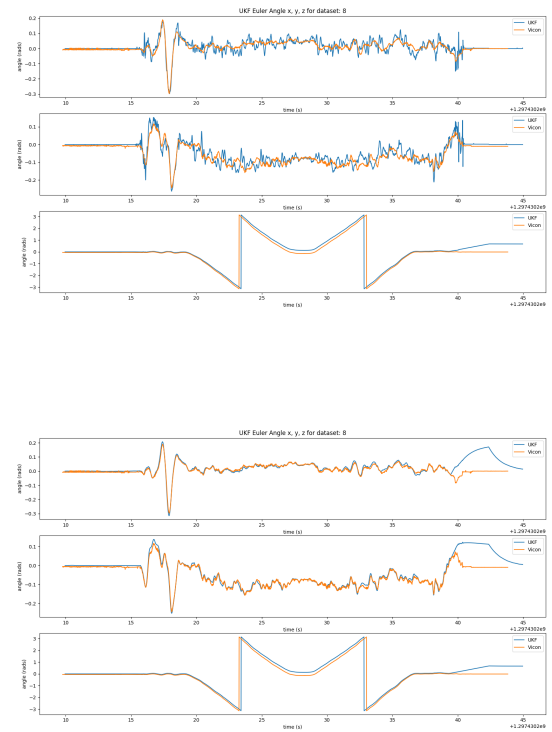 UKF Euler Angle x, y, z for dataset: 8
angle (rads)
0.2
0.1
0.0
−0.1
−0.2
−0.3
UKF
Vicon
10 15 20 25 30 35 40 45
time (s)
+1.2974302e9
angle (rads)
0.1
0.0
−0.1
−0.2
UKF
Vicon
10 15 20 25 30 35 40 45
time (s)
+1.2974302e9
angle (rads)
3
2
1
0
−1
−2
−3
UKF
Vicon
10 15 20 25 30 35 40 45
time (s)
+1.2974302e9
UKF Euler Angle x, y, z for dataset: 8
angle (rads)
0.2
0.1
0.0
−0.1
−0.2
−0.3
UKF
Vicon
10 15 20 25 30 35 40 45
time (s)
+1.2974302e9
angle (rads)
0.1
0.0
−0.1
−0.2
UKF
Vicon
10 15 20 25 30 35 40 45
time (s)
+1.2974302e9
angle (rads)
3
2
1
0
−1
−2
−3
UKF
Vicon
10 15 20 25 30 35 40 45
time (s)
+1.2974302e9